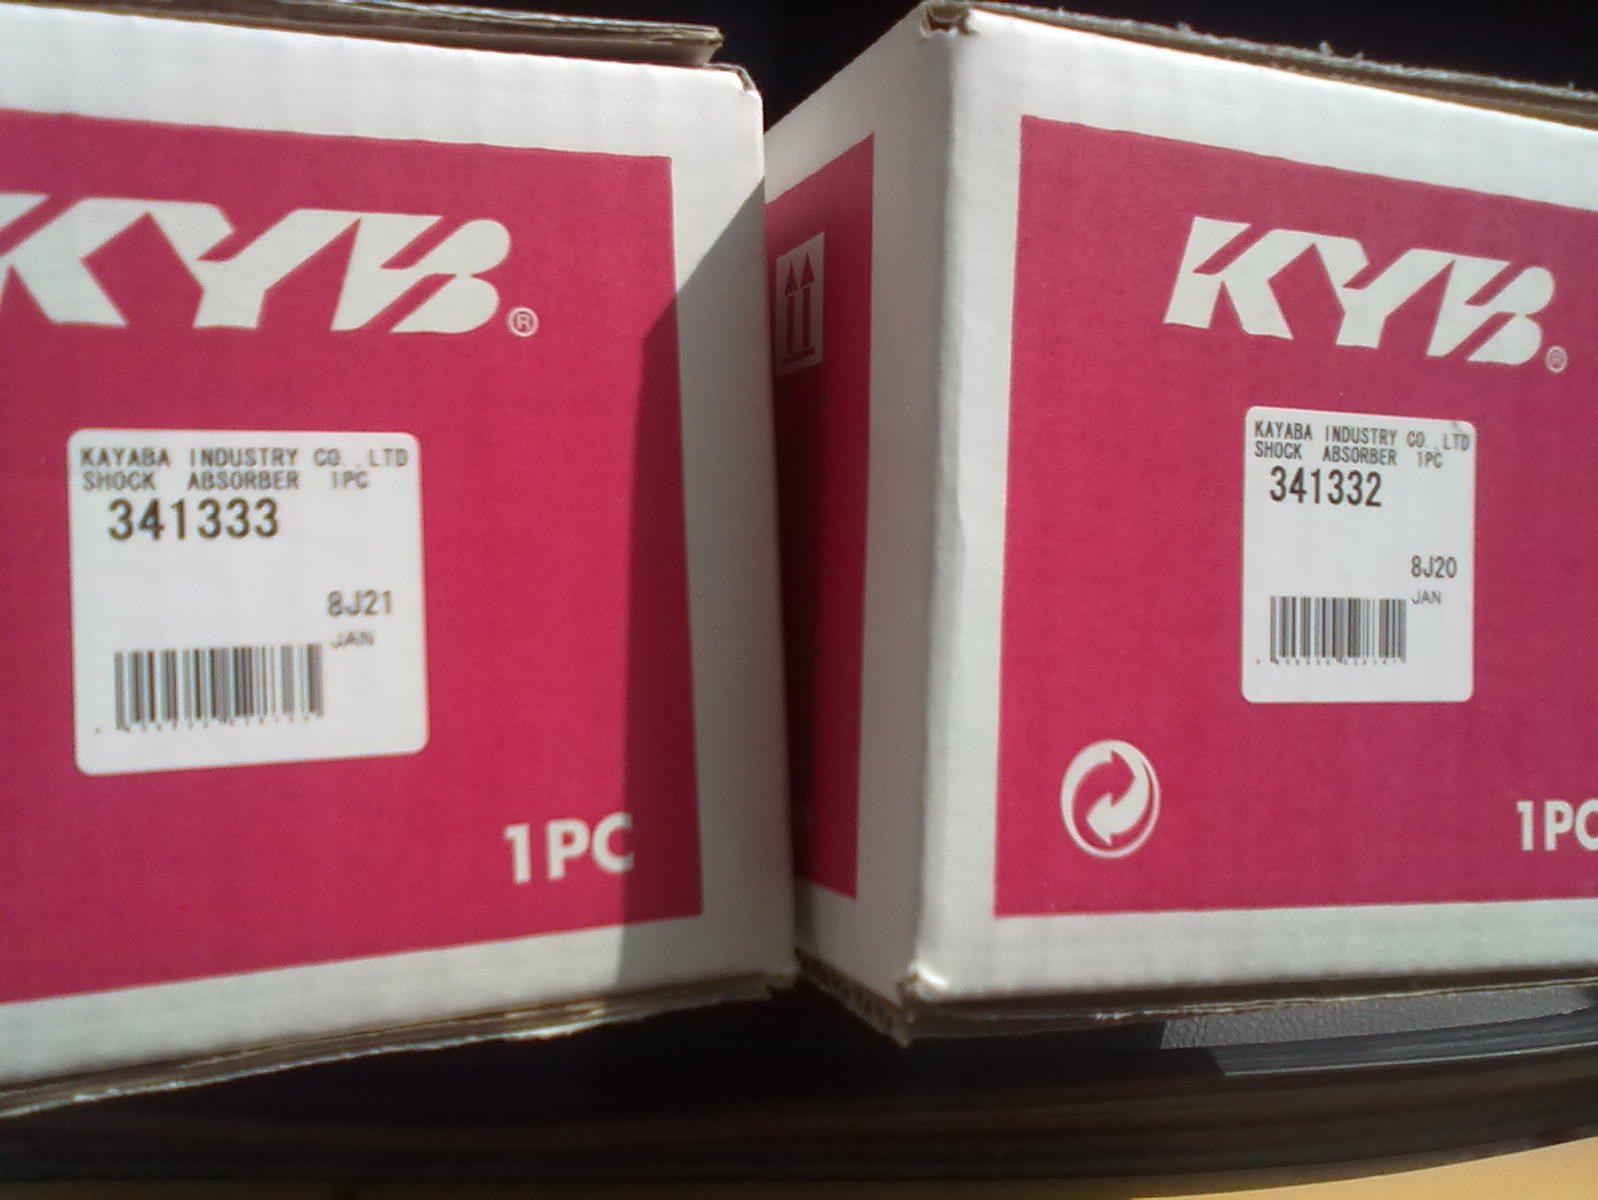 KYB®
KAYABA INDUSTRY CO.,LTD
SHOCK ABSORBER 1PC
341333
8J21
JAN
1PC
KYB®
KAYABA INDUSTRY CO.,LTD
SHOCK ABSORBER 1PC
341332
8J20
JAN
1PC